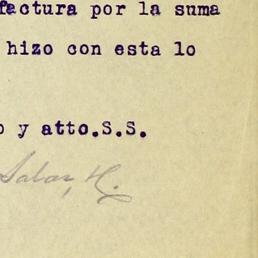 factura por la suma
hizo con esta lo
o y atto.S.S.